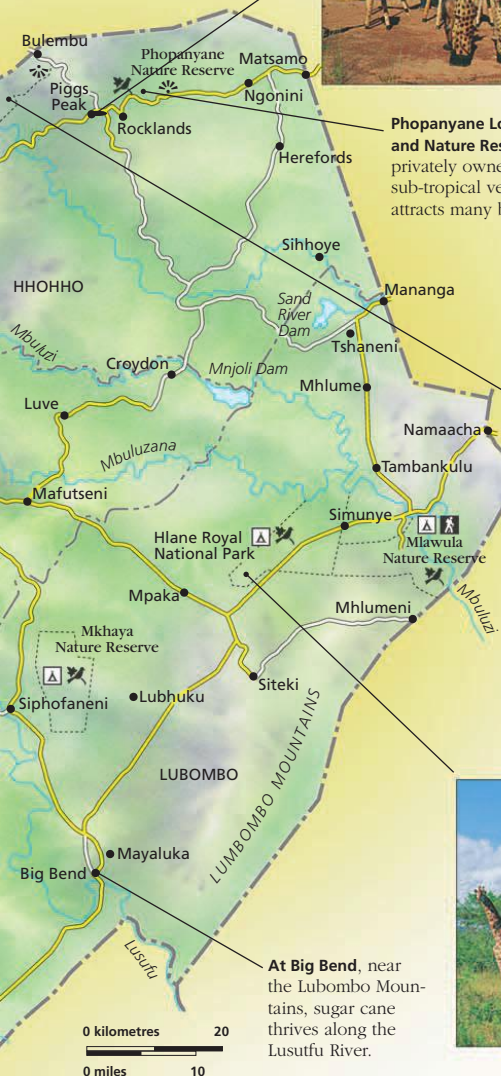 Bulembu
Phopanyane
Nature Reserve
Matsamo
Piggs
Peak
Ngonini
Rocklands
Herefords
Phopanyane Lo
and Nature Res
privately owne
sub-tropical ve
attracts many b
Sihhoye
HHOHHO
Mananga
Sand
River
Dam
Tshaneni
Mbuluzi
Croydon
Mnjoli Dam
Mhlume
Luve
Namaacha
Mbuluzana
Tambankulu
Mafutseni
Simunye
Hlane Royal
National Park
Mlawula
Nature Reserve
Mpaka
Mhlumeni
Mbuluzi
Mkhaya
Nature Reserve
Siteki
Siphofaneni
Lubhuku
LUBOMBO
LUMBOMBO MOUNTAINS
Mayaluka
Big Bend
Lusufu
At Big Bend, near
the Lubombo Moun-
tains, sugar cane
thrives along the
Lusutfu River.
0 kilometres 20
0 miles 10